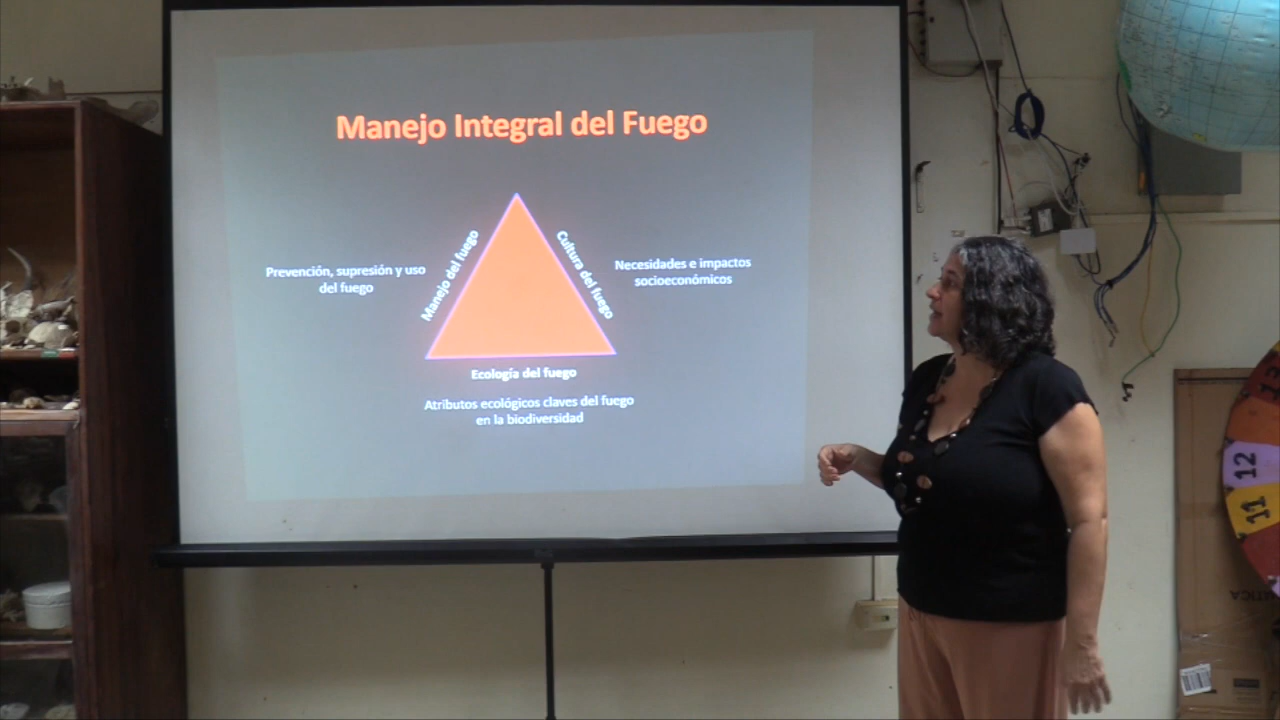 Manejo Integral del Fuego
Manejo del fuego
Cultura del fuego
Prevención, supresión y uso
del fuego
Necesidades e impactos
socioeconómicos
Ecología del fuego
Atributos ecológicos claves del fuego
en la biodiversidad
13
12
11